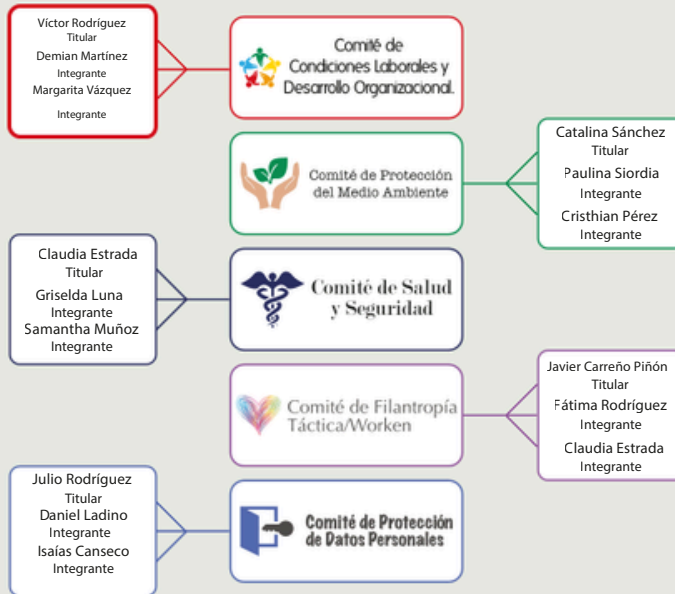 Víctor Rodríguez
Titular
Demian Martínez
Integrante
Margarita Vázquez
Integrante
Comité de
Condiciones Laborales y
Desarrollo Organizacional.
Comité de Protección
del Medio Ambiente
Catalina Sánchez
Titular
Paulina Siordia
Integrante
Cristhian Pérez
Integrante
Claudia Estrada
Titular
Griselda Luna
Integrante
Samantha Muñoz
Integrante
Comité de Salud
y Seguridad
Comité de Filantropía
Táctica/Worken
Javier Carreño Piñón
Titular
Fátima Rodríguez
Integrante
Claudia Estrada
Integrante
Julio Rodríguez
Titular
Daniel Ladino
Integrante
Isaías Canseco
Integrante
Comité de Protección
de Datos Personales